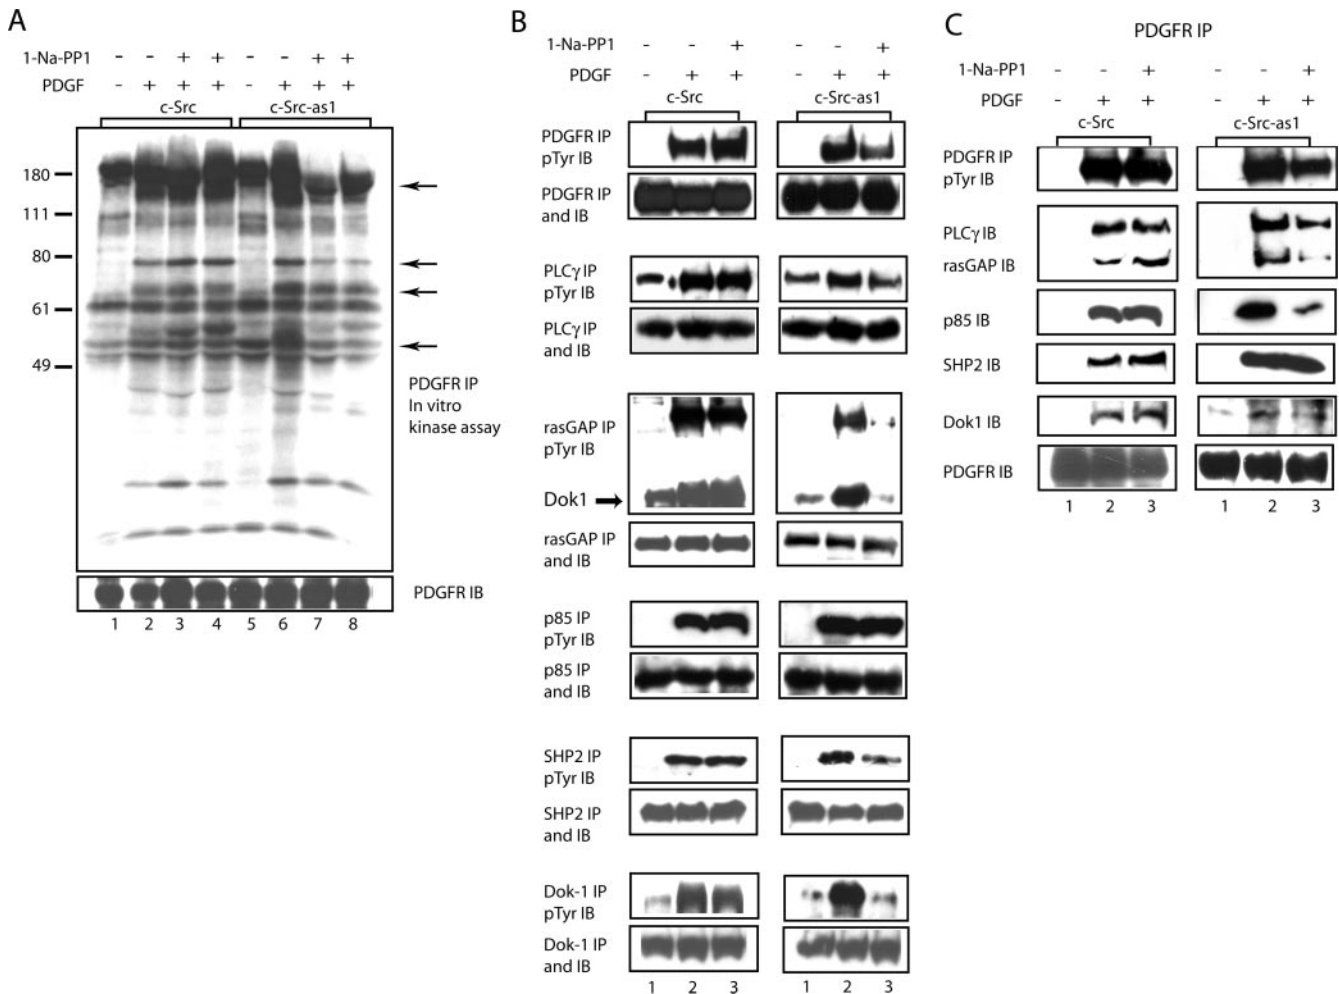 A
1-Na-PP1 - - + + - - + +
PDGF - + + + - + + +
c-Src c-Src-as1
180
111
80
61
49
PDGFR IP
In vitro
kinase assay
PDGFR IB
1 2 3 4 5 6 7 8
B
1-Na-PP1 - - + - - +
PDGF - + + - + +
c-Src c-Src-as1
PDGFR IP
pTyr IB
PDGFR IP
and IB
PLCγ IP
pTyr IB
PLCγ IP
and IB
rasGAP IP
pTyr IB
Dok1
rasGAP IP
and IB
p85 IP
pTyr IB
p85 IP
and IB
SHP2 IP
pTyr IB
SHP2 IP
and IB
Dok-1 IP
pTyr IB
Dok-1 IP
and IB
1 2 3 1 2 3
C
PDGFR IP
1-Na-PP1 - - + - - +
PDGF - + + - + +
c-Src c-Src-as1
PDGFR IP
pTyr IB
PLCγ IB
rasGAP IB
p85 IB
SHP2 IB
Dok1 IB
PDGFR IB
1 2 3 1 2 3